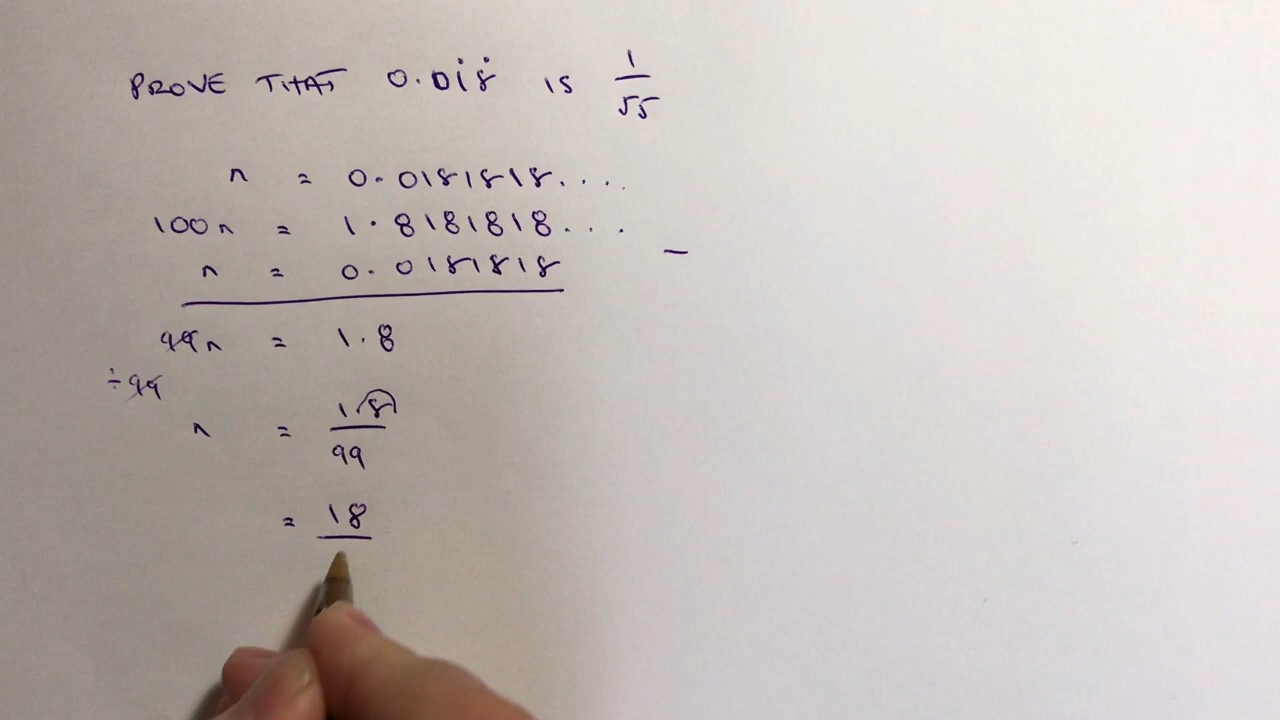 PROVE THAT 0.01̇8̇ IS 1/55
n = 0.0181818....
100n = 1.8181818...
n = 0.0181818 −
99n = 1.8
÷99
n = 1.8/99
= 18/